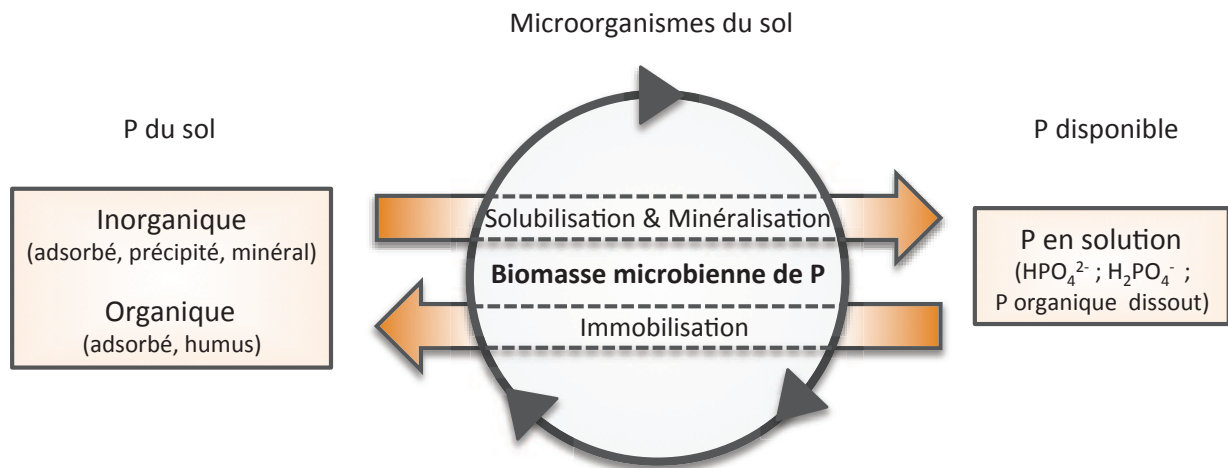 Microorganismes du sol
P du sol
Inorganique
(adsorbé, précipité, minéral)
Organique
(adsorbé, humus)
Solubilisation & Minéralisation
Biomasse microbienne de P
Immobilisation
P disponible
P en solution
(HPO₄²⁻ ; H₂PO₄⁻ ;
P organique dissout)